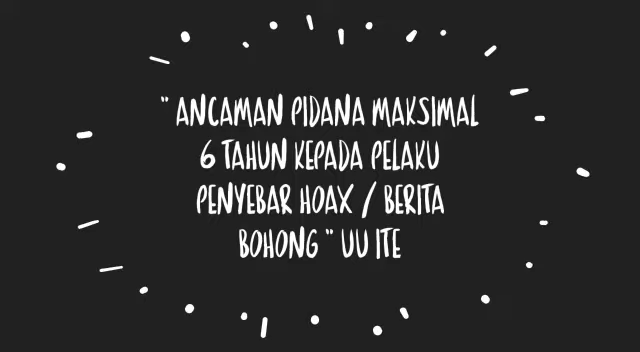 " ANCAMAN PIDANA MAKSIMAL
6 TAHUN KEPADA PELAKU
PENYEBAR HOAX / BERITA
BOHONG " UU ITE